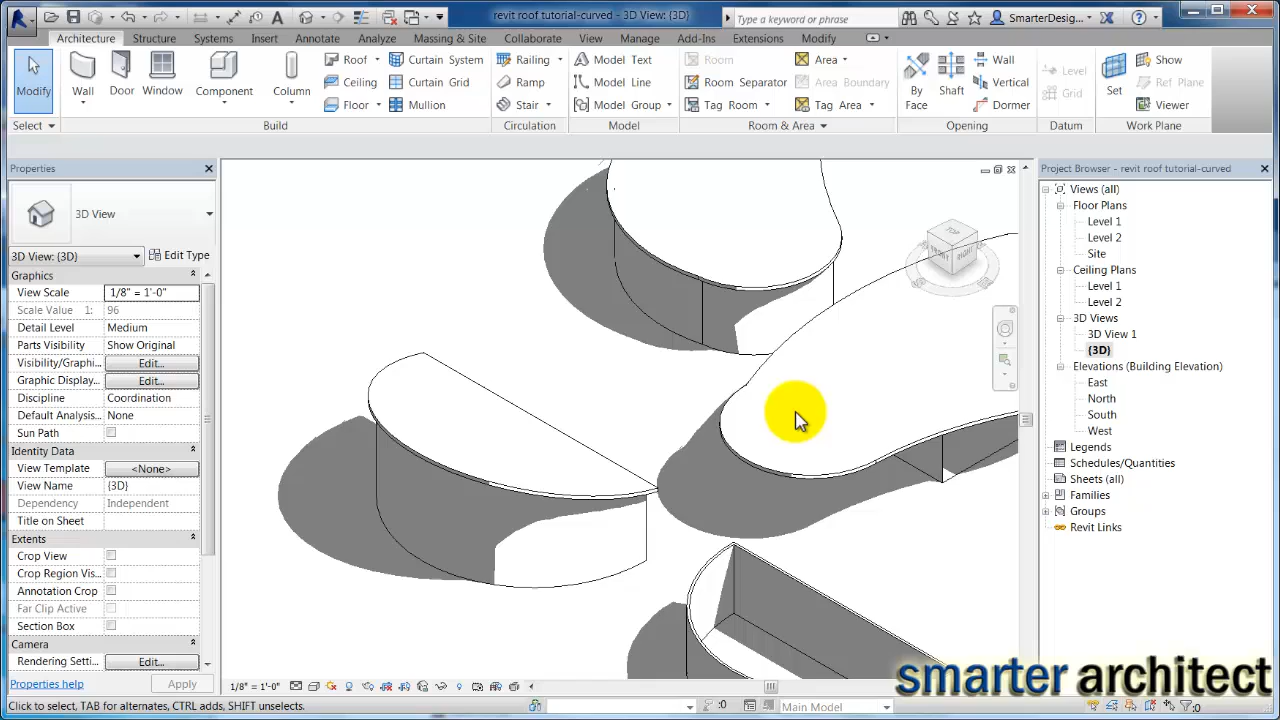 revit roof tutorial-curved - 3D View: {3D}
Type a keyword or phrase
SmarterDesig...
Architecture Structure Systems Insert Annotate Analyze Massing & Site Collaborate View Manage Add-Ins Extensions Modify
Modify
Wall
Door
Window
Component
Column
Roof
Ceiling
Curtain System
Curtain Grid
Mullion
Railing
Ramp
Stair
Model Text
Model Line
Model Group
Room
Room Separator
Tag Room
Area
Area Boundary
Tag Area
By
Face
Shaft
Wall
Vertical
Dormer
Level
Grid
Set
Show
Ref Plane
Viewer
Select
Build
Circulation
Model
Room & Area
Opening
Datum
Work Plane
Properties
3D View
3D View: {3D}
Edit Type
Graphics
View Scale 1/8" = 1'-0"
Scale Value 1: 96
Detail Level Medium
Parts Visibility Show Original
Visibility/Graphi... Edit...
Graphic Display... Edit...
Discipline Coordination
Default Analysis... None
Sun Path
Identity Data
View Template <None>
View Name {3D}
Dependency Independent
Title on Sheet
Extents
Crop View
Crop Region Vis...
Annotation Crop
Far Clip Active
Section Box
Camera
Rendering Setti... Edit...
Properties help
Apply
TOP
FRONT
RIGHT
Project Browser - revit roof tutorial-curved
Views (all)
Floor Plans
Level 1
Level 2
Site
Ceiling Plans
Level 1
Level 2
3D Views
3D View 1
{3D}
Elevations (Building Elevation)
East
North
South
West
Legends
Schedules/Quantities
Sheets (all)
Families
Groups
Revit Links
smarter architect
1/8" = 1'-0"
Click to select, TAB for alternates, CTRL adds, SHIFT unselects.
:0
Main Model
:0